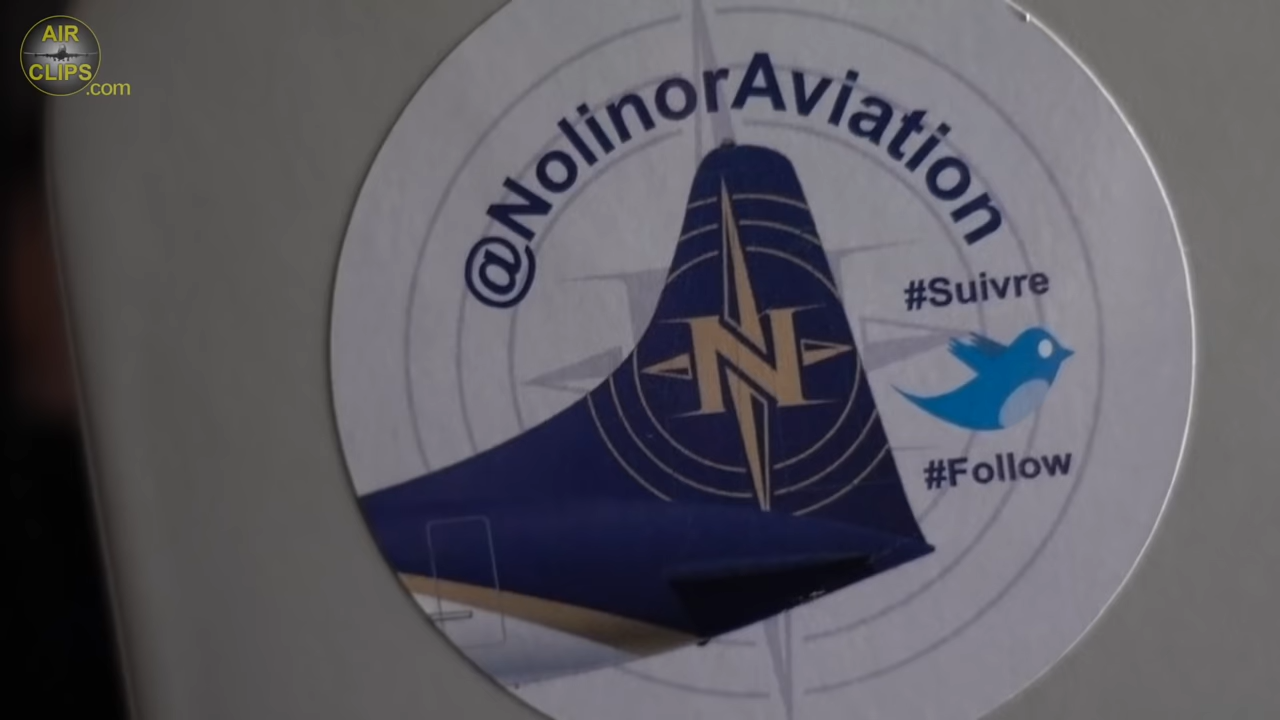 AIR
CLIPS
.com
@NolinorAviation
#Suivre
N
#Follow